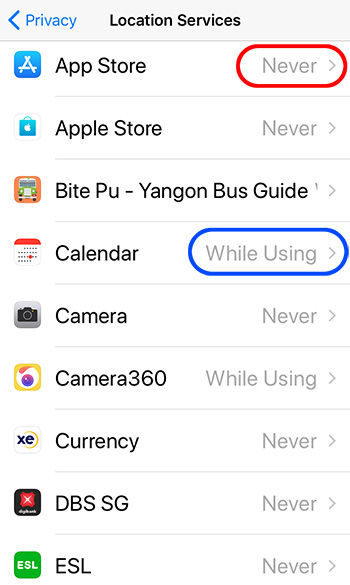 Privacy Location Services
App Store Never
Apple Store Never
Bite Pu - Yangon Bus Guide
Calendar While Using
Camera Never
Camera360 While Using
xe Currency Never
digibank DBS SG Never
ESL ESL Never